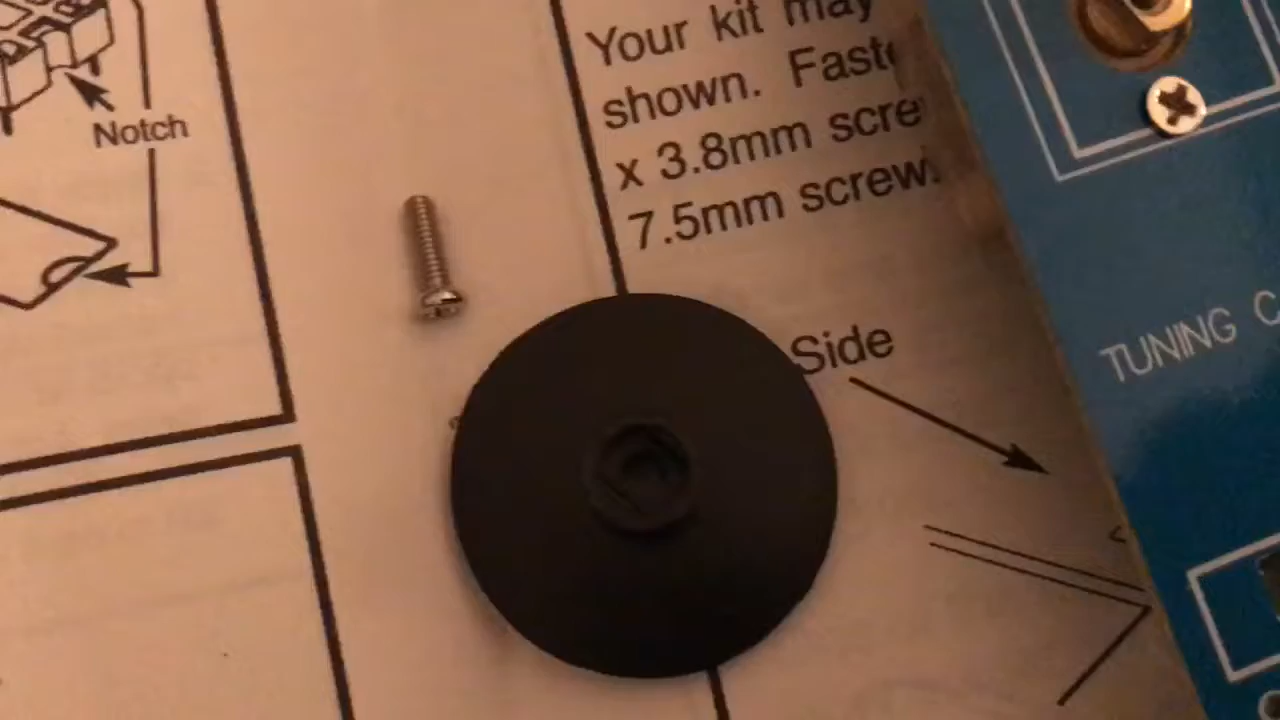 Notch
Your kit may
shown. Faste
x 3.8mm scre
7.5mm screw.
Side
TUNING C